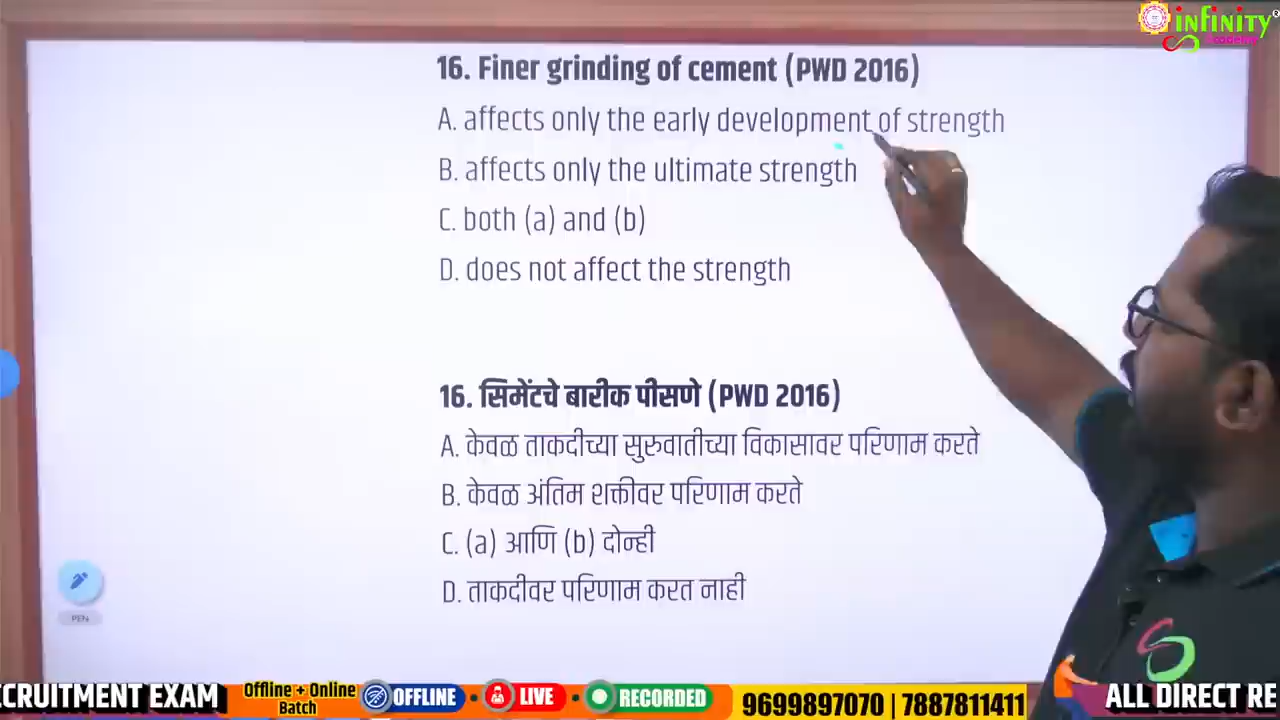 infinity
16. Finer grinding of cement (PWD 2016)
A. affects only the early development of strength
B. affects only the ultimate strength
C. both (a) and (b)
D. does not affect the strength
16. सिमेंटचे बारीक पीसणे (PWD 2016)
A. केवळ ताकदीच्या सुरुवातीच्या विकासावर परिणाम करते
B. केवळ अंतिम शक्तीवर परिणाम करते
C. (a) आणि (b) दोन्ही
D. ताकदीवर परिणाम करत नाही
PEN
ECRUITMENT EXAM
Offline + Online
Batch
OFFLINE
LIVE
RECORDED
9699897070 | 7887811411
ALL DIRECT RE